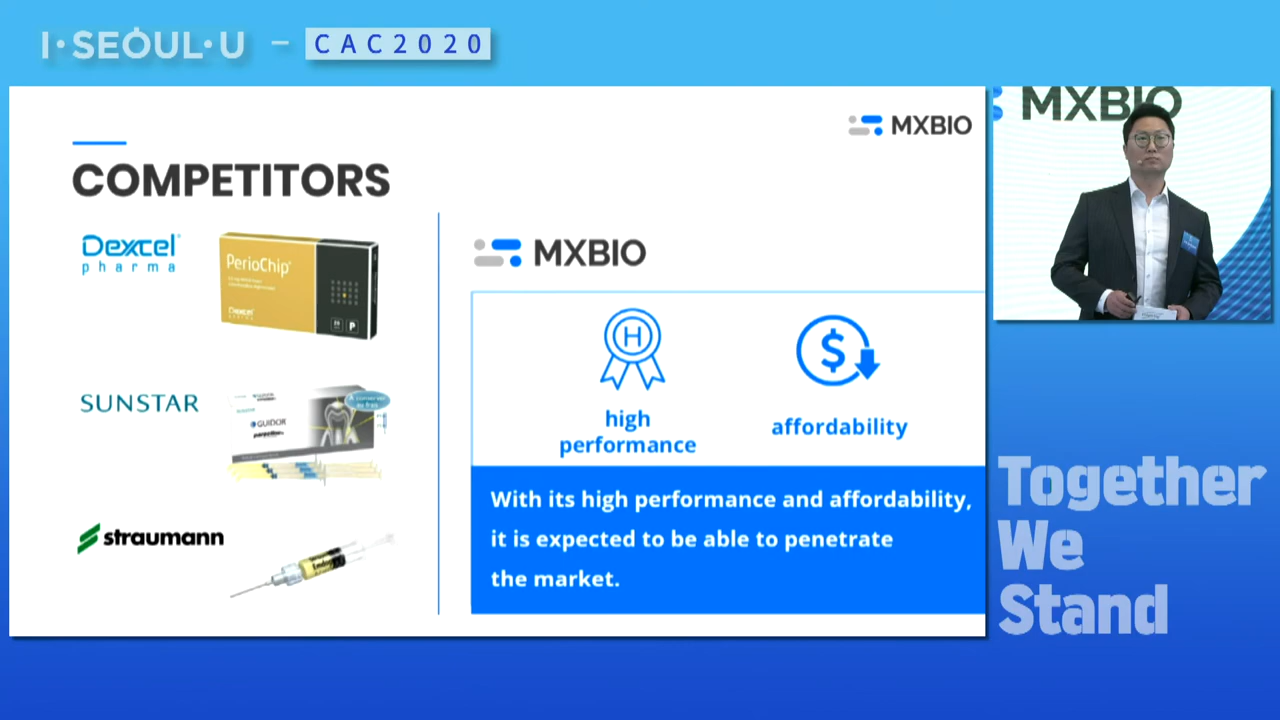 I·SEOUL·U – CAC2020
MXBIO
MXBIO
COMPETITORS
Dexcel
pharma
PerioChip
Dexcel
P
SUNSTAR
GUIDOR
straumann
MXBIO
H
$
high
performance
affordability
With its high performance and affordability,
it is expected to be able to penetrate
the market.
Together
We
Stand